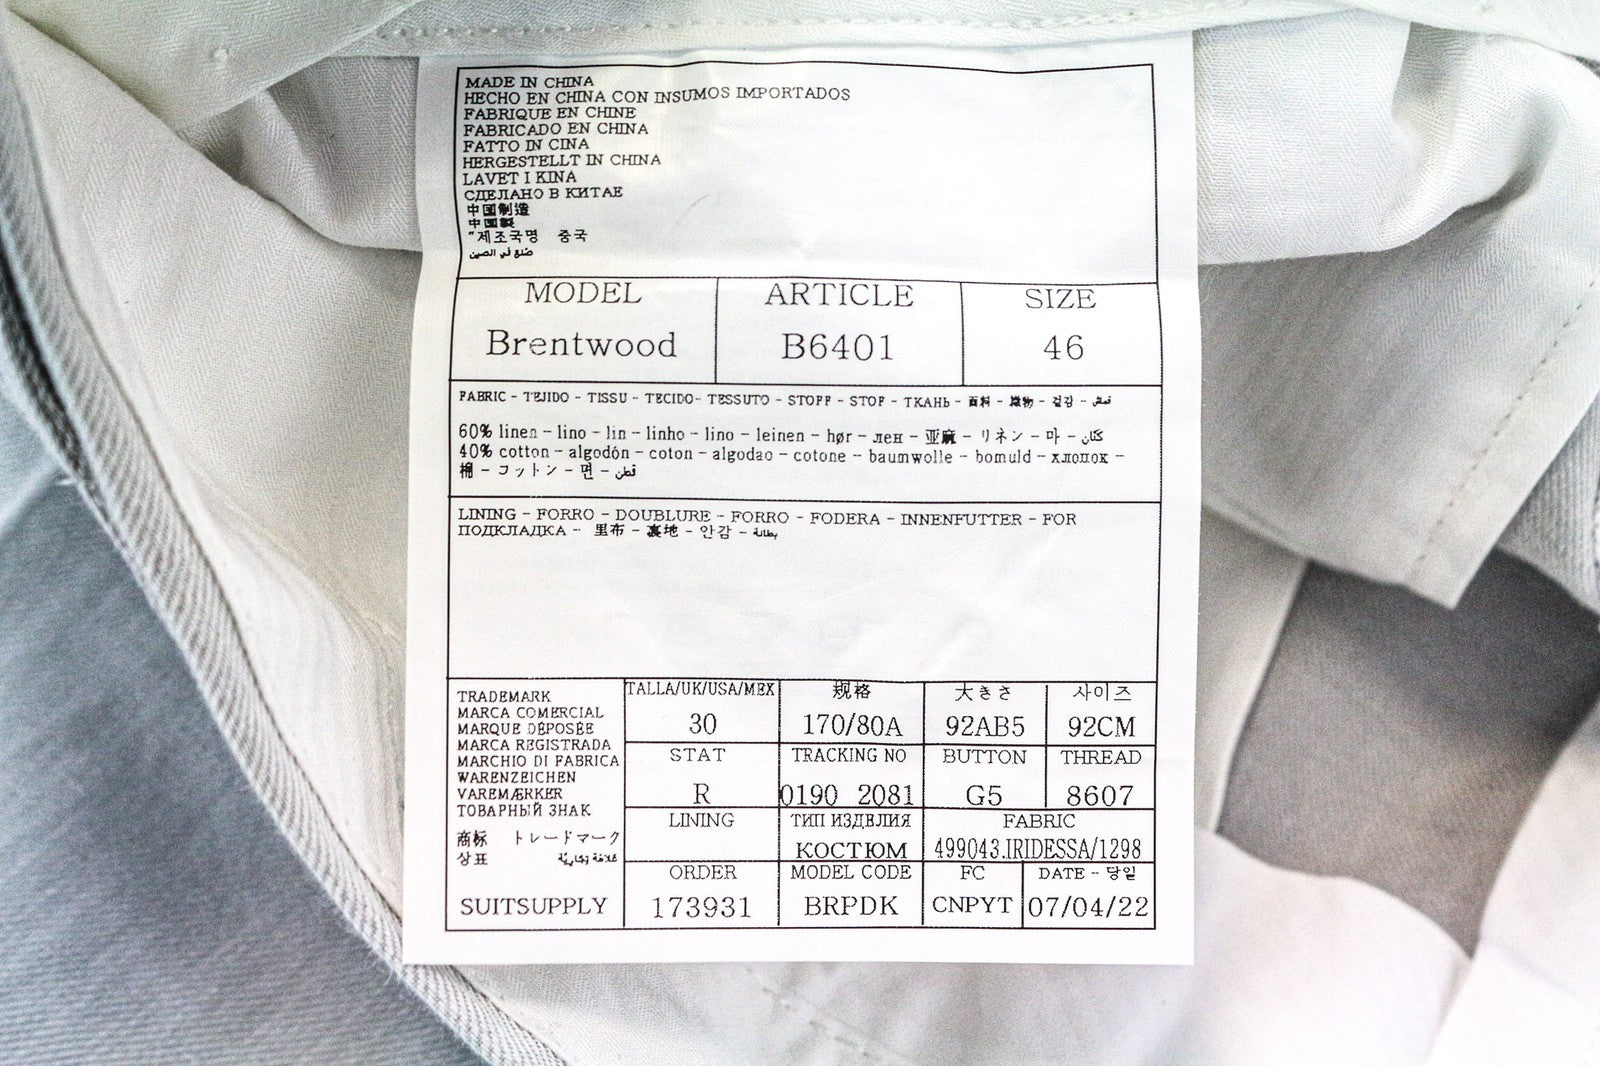 MADE IN CHINA
HECHO EN CHINA CON INSUMOS IMPORTADOS
FABRIQUE EN CHINE
FABRICADO EN CHINA
FATTO IN CINA
HERGESTELLT IN CHINA
LAVET I KINA
СДЕЛАНО В КИТАЕ
中国制造
中国製
"제조국명 중국
صنع في الصين
MODEL ARTICLE SIZE
Brentwood B6401 46
FABRIC - TEJIDO - TISSU - TECIDO- TESSUTO - STOFF - STOF - ТКАНЬ - 面料 - 織物 - 겉감 - قماش
60% linen - lino - lin - linho - lino - leinen - hør - лен - 亚麻 - リネン - 마 - كتان
40% cotton - algodón - coton - algodao - cotone - baumwolle - bomuld - хлопок -
棉 - コットン - 면 - قطن
LINING - FORRO - DOUBLURE - FORRO - FODERA - INNENFUTTER - FOR
ПОДКЛАДКА - 里布 - 裏地 - 안감 - بطانة
TRADEMARK
MARCA COMERCIAL
MARQUE DÉPOSÉE
MARCA REGISTRADA
MARCHIO DI FABRICA
WARENZEICHEN
VAREMÆRKER
ТОВАРНЫЙ ЗНАК
商标 トレードマーク
상표 علامة تجارية
SUITSUPPLY
TALLA/UK/USA/MEX 规格 大きさ 사이즈
30 170/80A 92AB5 92CM
STAT TRACKING NO BUTTON THREAD
R 0190 2081 G5 8607
LINING ТИП ИЗДЕЛИЯ FABRIC
КОСТЮМ 499043.IRIDESSA/1298
ORDER MODEL CODE FC DATE - 당일
173931 BRPDK CNPYT 07/04/22